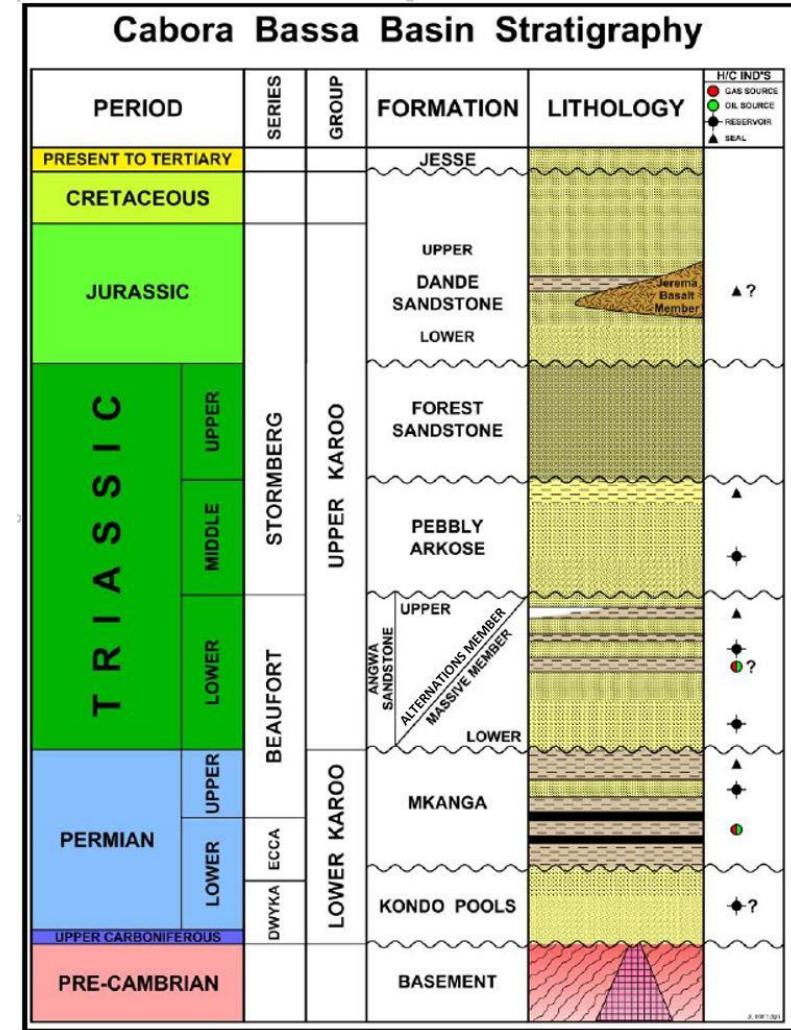 Cabora Bassa Basin Stratigraphy
PERIOD
SERIES
GROUP
FORMATION
LITHOLOGY
H/C IND'S
GAS SOURCE
OIL SOURCE
RESERVOIR
SEAL
PRESENT TO TERTIARY
JESSE
CRETACEOUS
JURASSIC
UPPER
DANDE
SANDSTONE
LOWER
Jerema
Basalt
Member
?
TRIASSIC
UPPER
MIDDLE
LOWER
STORMBERG
UPPER KAROO
FOREST
SANDSTONE
PEBBLY
ARKOSE
BEAUFORT
ANGWA
SANDSTONE
UPPER
ALTERNATIONS MEMBER
MASSIVE MEMBER
LOWER
?
PERMIAN
UPPER
LOWER
ECCA
DWYKA
LOWER KAROO
MKANGA
KONDO POOLS
?
UPPER CARBONIFEROUS
PRE-CAMBRIAN
BASEMENT